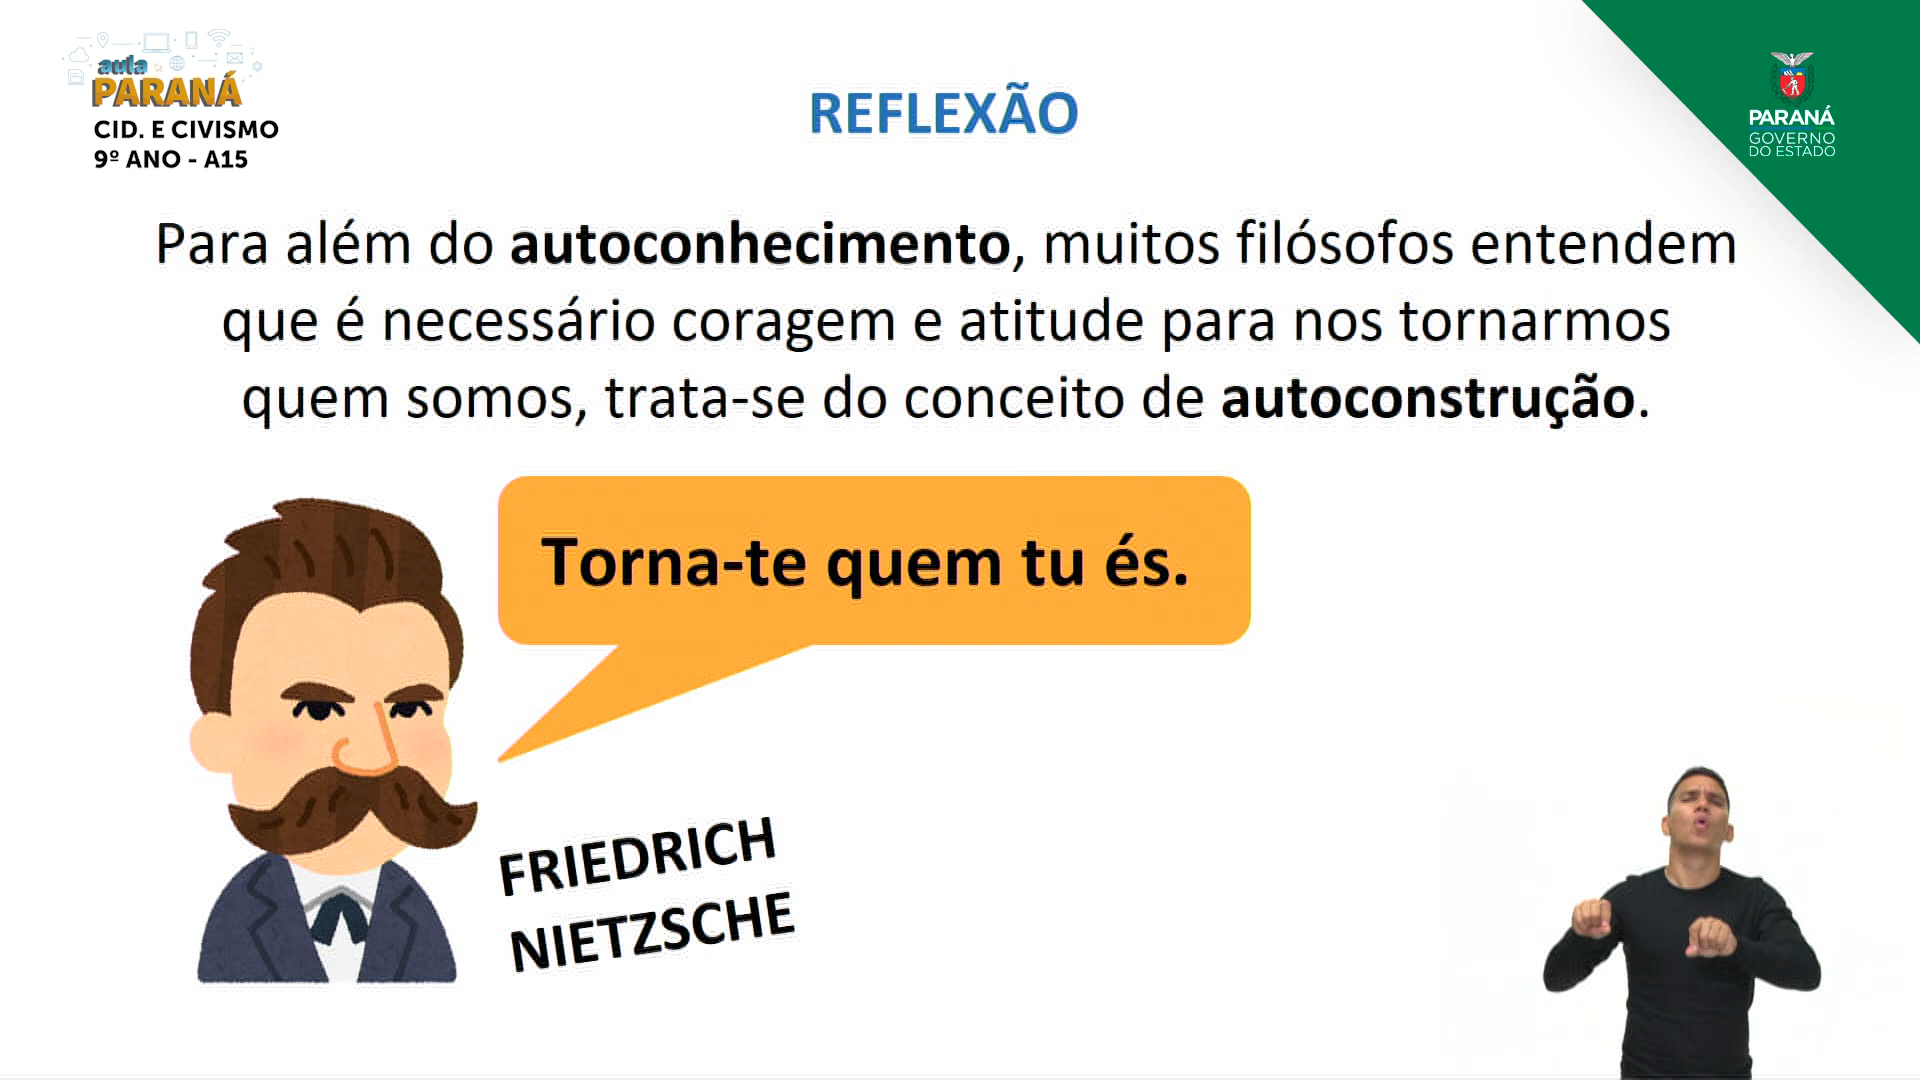 aula
PARANÁ
CID. E CIVISMO
9º ANO - A15
REFLEXÃO
PARANÁ
GOVERNO
DO ESTADO
Para além do autoconhecimento, muitos filósofos entendem
que é necessário coragem e atitude para nos tornarmos
quem somos, trata-se do conceito de autoconstrução.
Torna-te quem tu és.
FRIEDRICH
NIETZSCHE